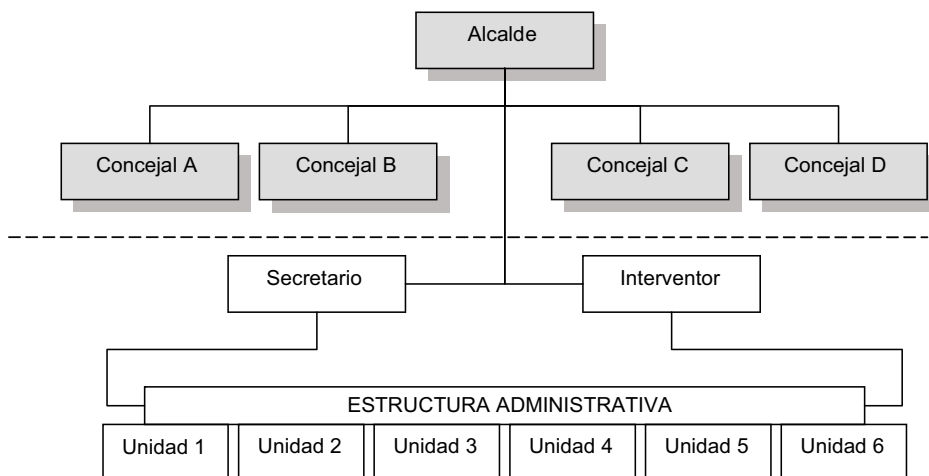 Alcalde
Concejal A
Concejal B
Concejal C
Concejal D
Secretario
Interventor
ESTRUCTURA ADMINISTRATIVA
Unidad 1
Unidad 2
Unidad 3
Unidad 4
Unidad 5
Unidad 6